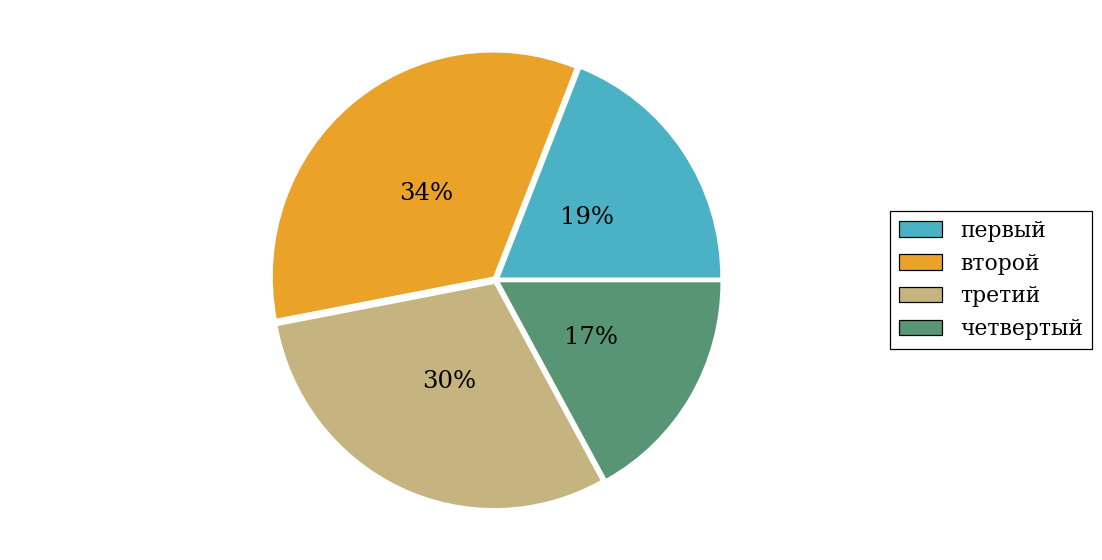 34%
19%
17%
30%
первый
второй
третий
четвертый